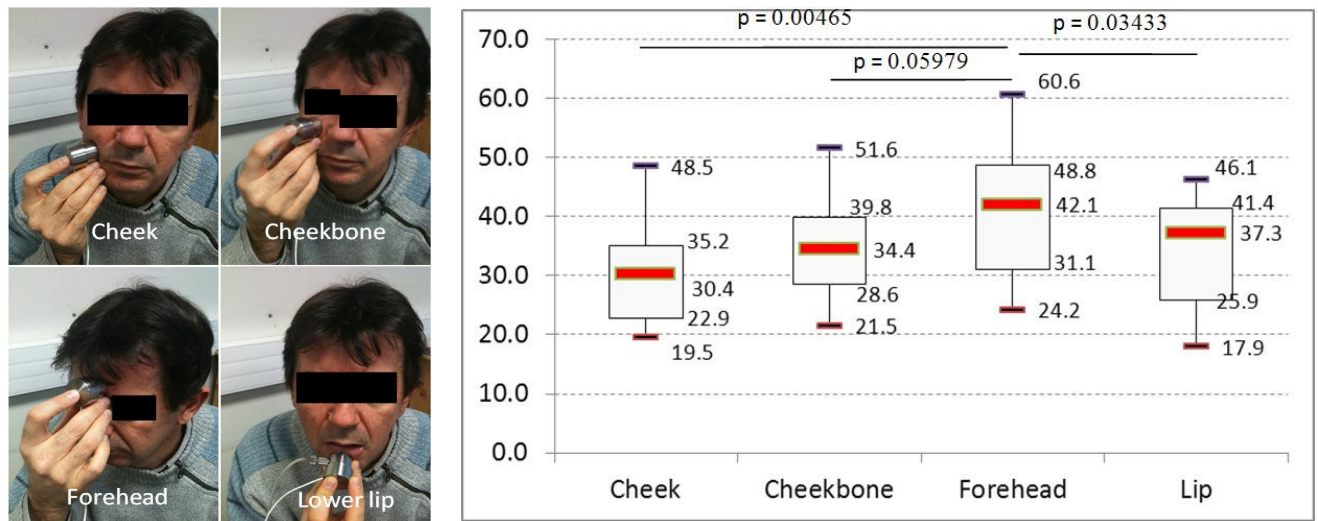 Cheek
Cheekbone
Forehead
Lower lip
p = 0.00465
p = 0.03433
p = 0.05979
70.0
60.0
50.0
40.0
30.0
20.0
10.0
0.0
48.5
35.2
30.4
22.9
19.5
51.6
39.8
34.4
28.6
21.5
60.6
48.8
42.1
31.1
24.2
46.1
41.4
37.3
25.9
17.9
Cheek
Cheekbone
Forehead
Lip